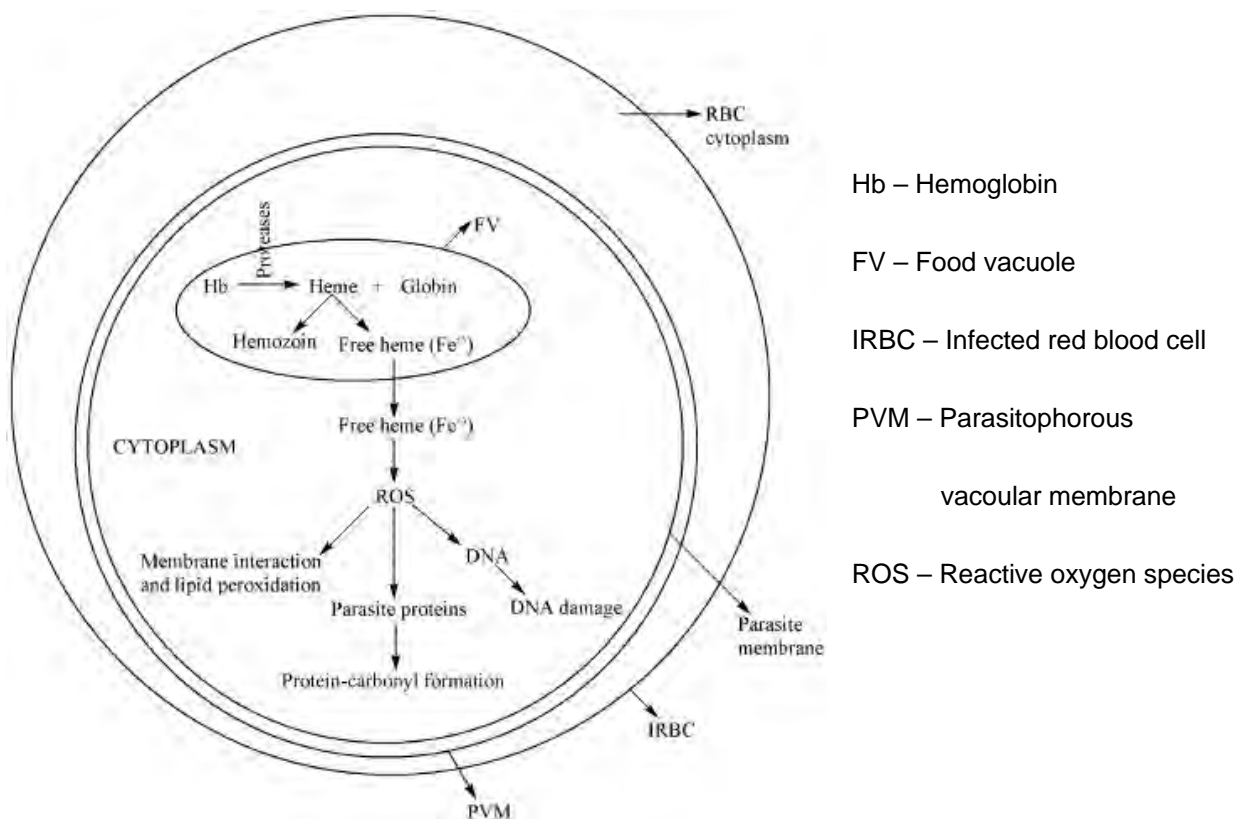 RBC
cytoplasm
FV
Proteases
Hb
Heme + Globin
Hemozoin
Free heme
Free heme
CYTOPLASM
ROS
Membrane interaction
and lipid peroxidation
DNA
Parasite proteins
DNA damage
Protein-carbonyl formation
Parasite
membrane
IRBC
PVM
Hb – Hemoglobin
FV – Food vacuole
IRBC – Infected red blood cell
PVM – Parasitophorous
vacoular membrane
ROS – Reactive oxygen species